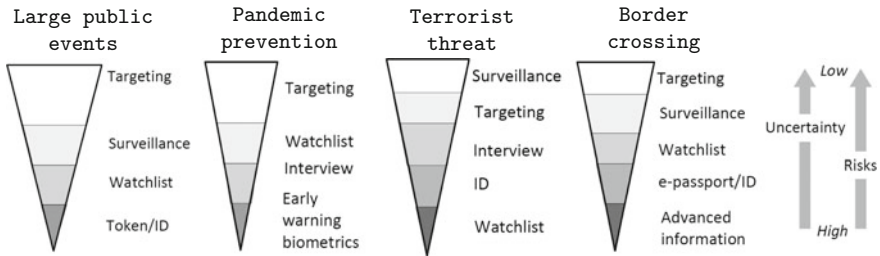 Large public
events
Targeting
Surveillance
Watchlist
Token/ID
Pandemic
prevention
Targeting
Watchlist
Interview
Early
warning
biometrics
Terrorist
threat
Surveillance
Targeting
Interview
ID
Watchlist
Border
crossing
Targeting
Surveillance
Watchlist
e-passport/ID
Advanced
information
Low
Uncertainty
Risks
High